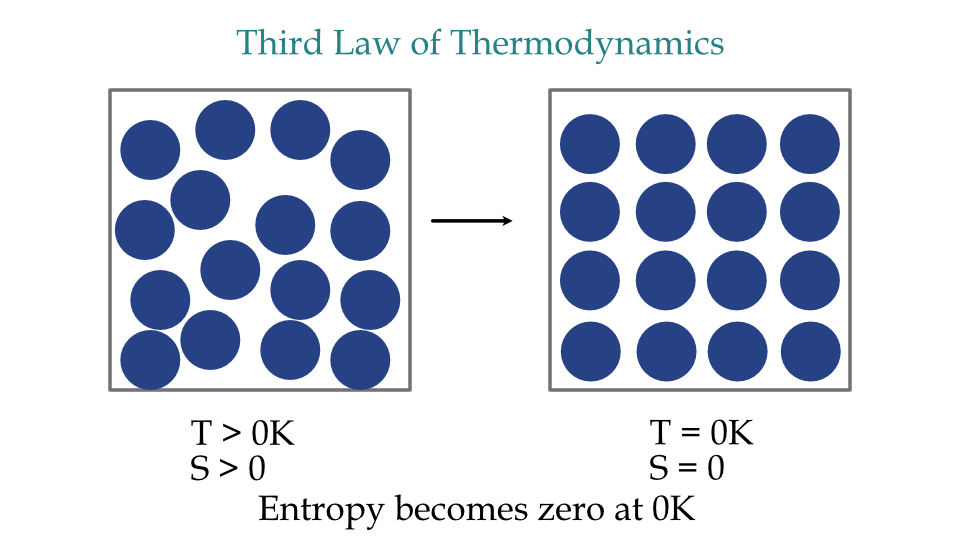 Third Law of Thermodynamics
T > 0K
S > 0
T = 0K
S = 0
Entropy becomes zero at 0K